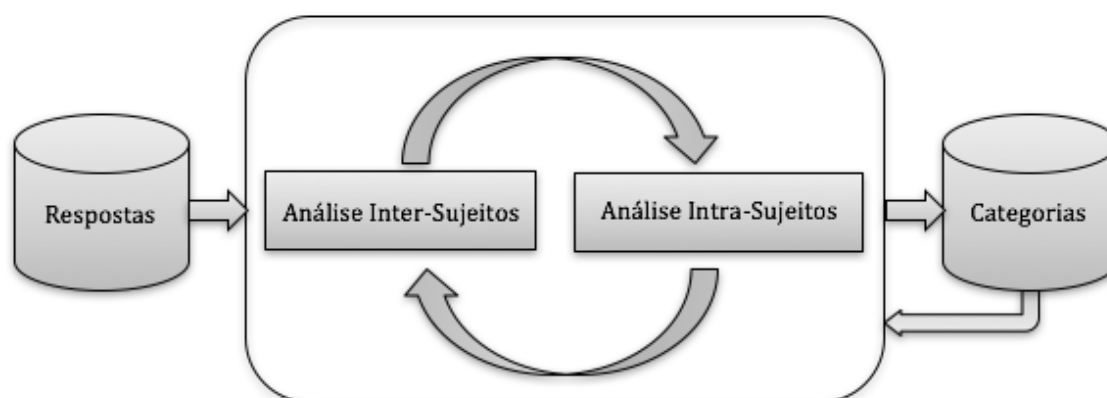 Respostas
Análise Inter-Sujeitos
Análise Intra-Sujeitos
Categorias